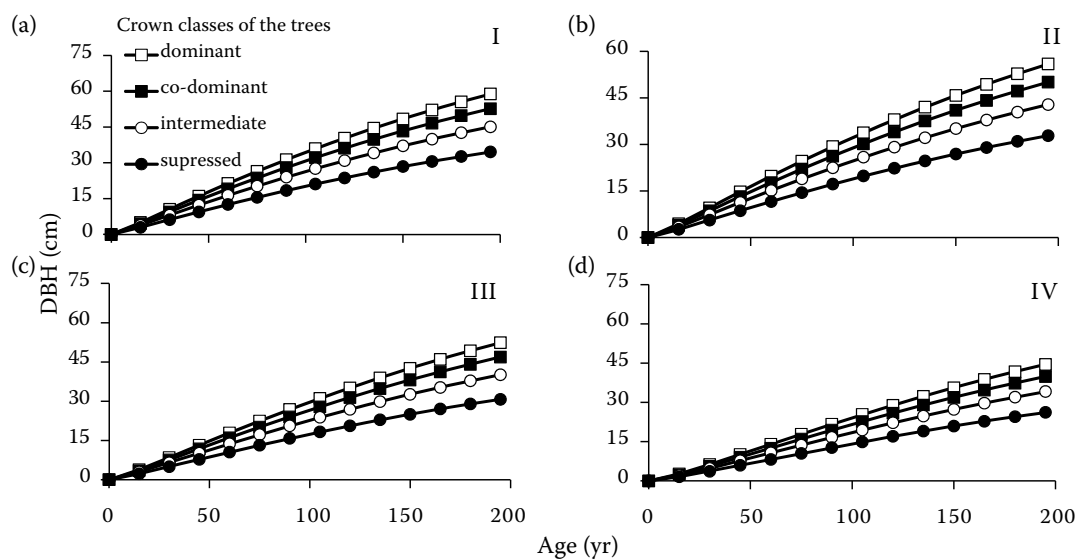 (a)
Crown classes of the trees
I
75
60
45
30
15
0
dominant
co-dominant
intermediate
supressed
(b)
II
60
45
30
15
0
DBH (cm)
(c)
III
75
60
45
30
15
0
0 50 100 150 200
(d)
IV
75
60
45
30
15
0
0 50 100 150 200
Age (yr)